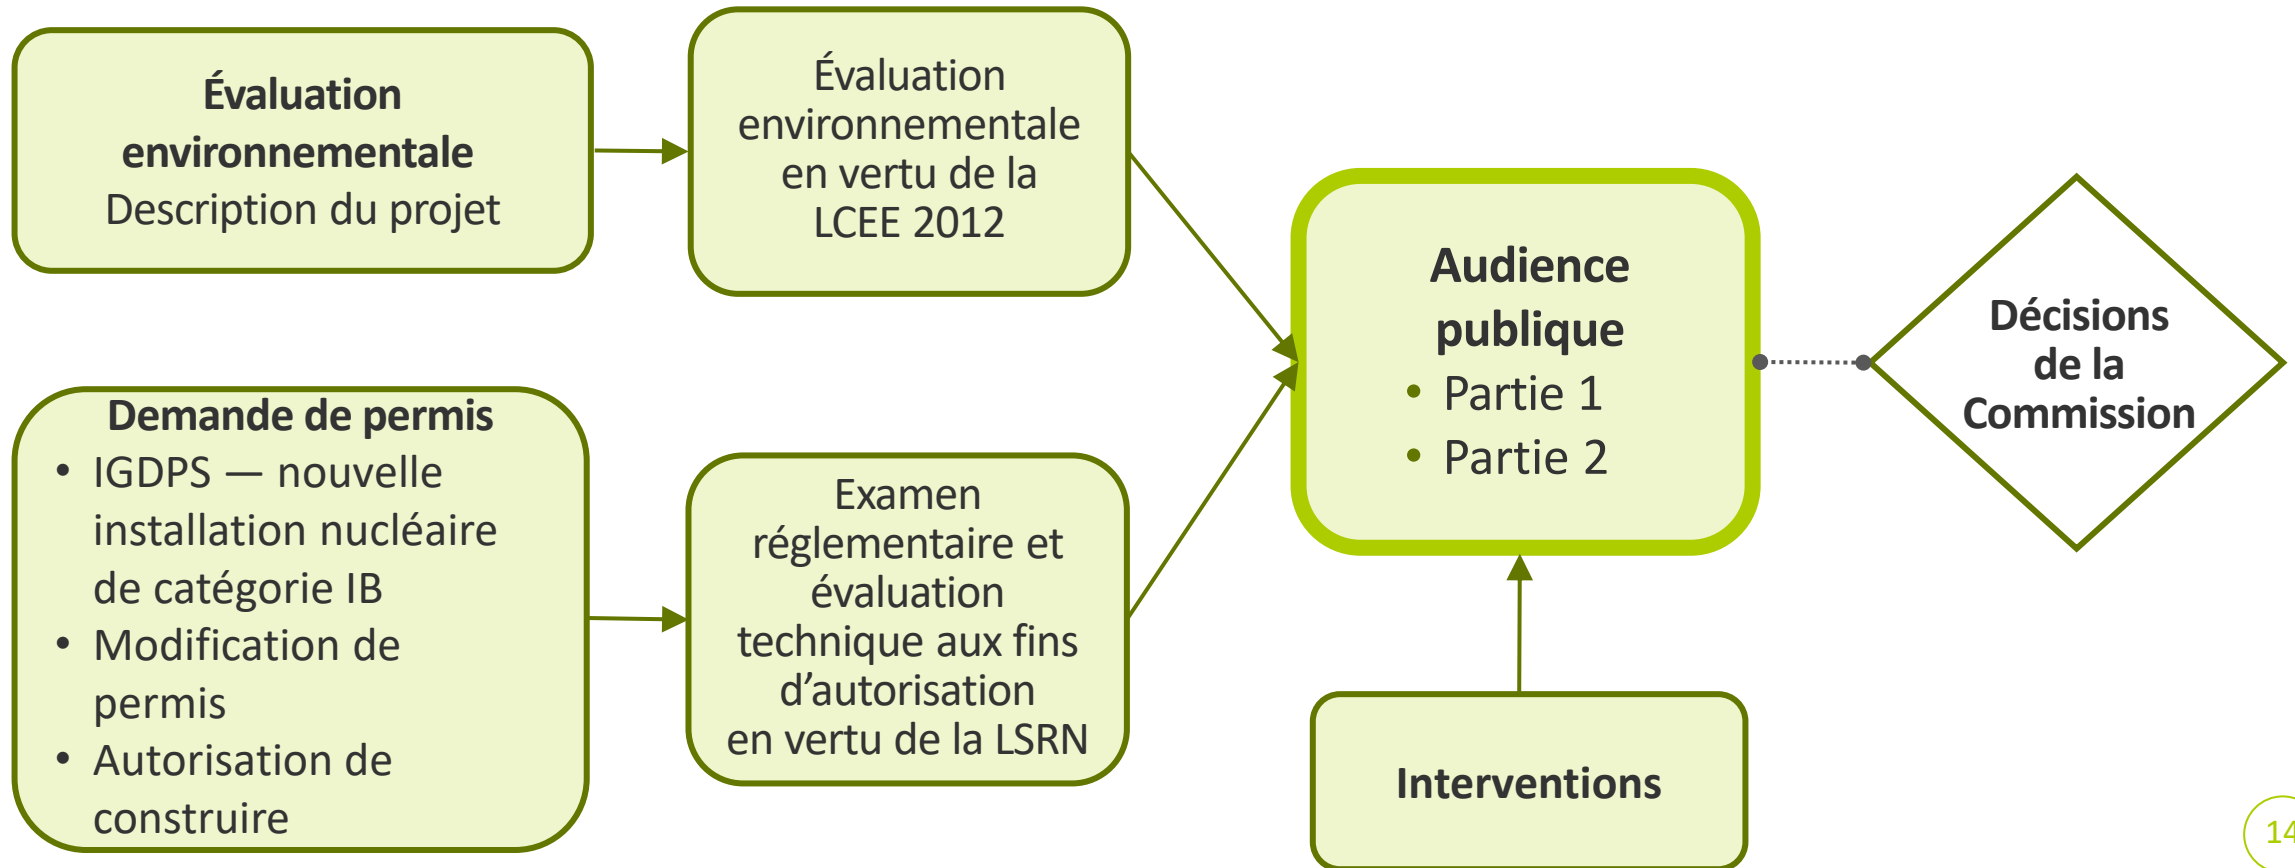 Évaluation
environnementale
Description du projet
Évaluation
environnementale
en vertu de la
LCEE 2012
Demande de permis
• IGDPS — nouvelle
installation nucléaire
de catégorie IB
• Modification de
permis
• Autorisation de
construire
Examen
réglementaire et
évaluation
technique aux fins
d’autorisation
en vertu de la LSRN
Audience
publique
• Partie 1
• Partie 2
Interventions
Décisions
de la
Commission
14